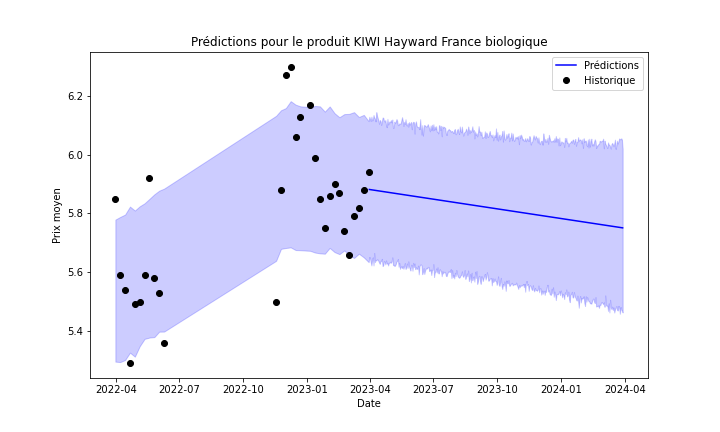 Prédictions pour le produit KIWI Hayward France biologique
Prédictions
Historique
Prix moyen
6.2
6.0
5.8
5.6
5.4
2022-04 2022-07 2022-10 2023-01 2023-04 2023-07 2023-10 2024-01 2024-04
Date